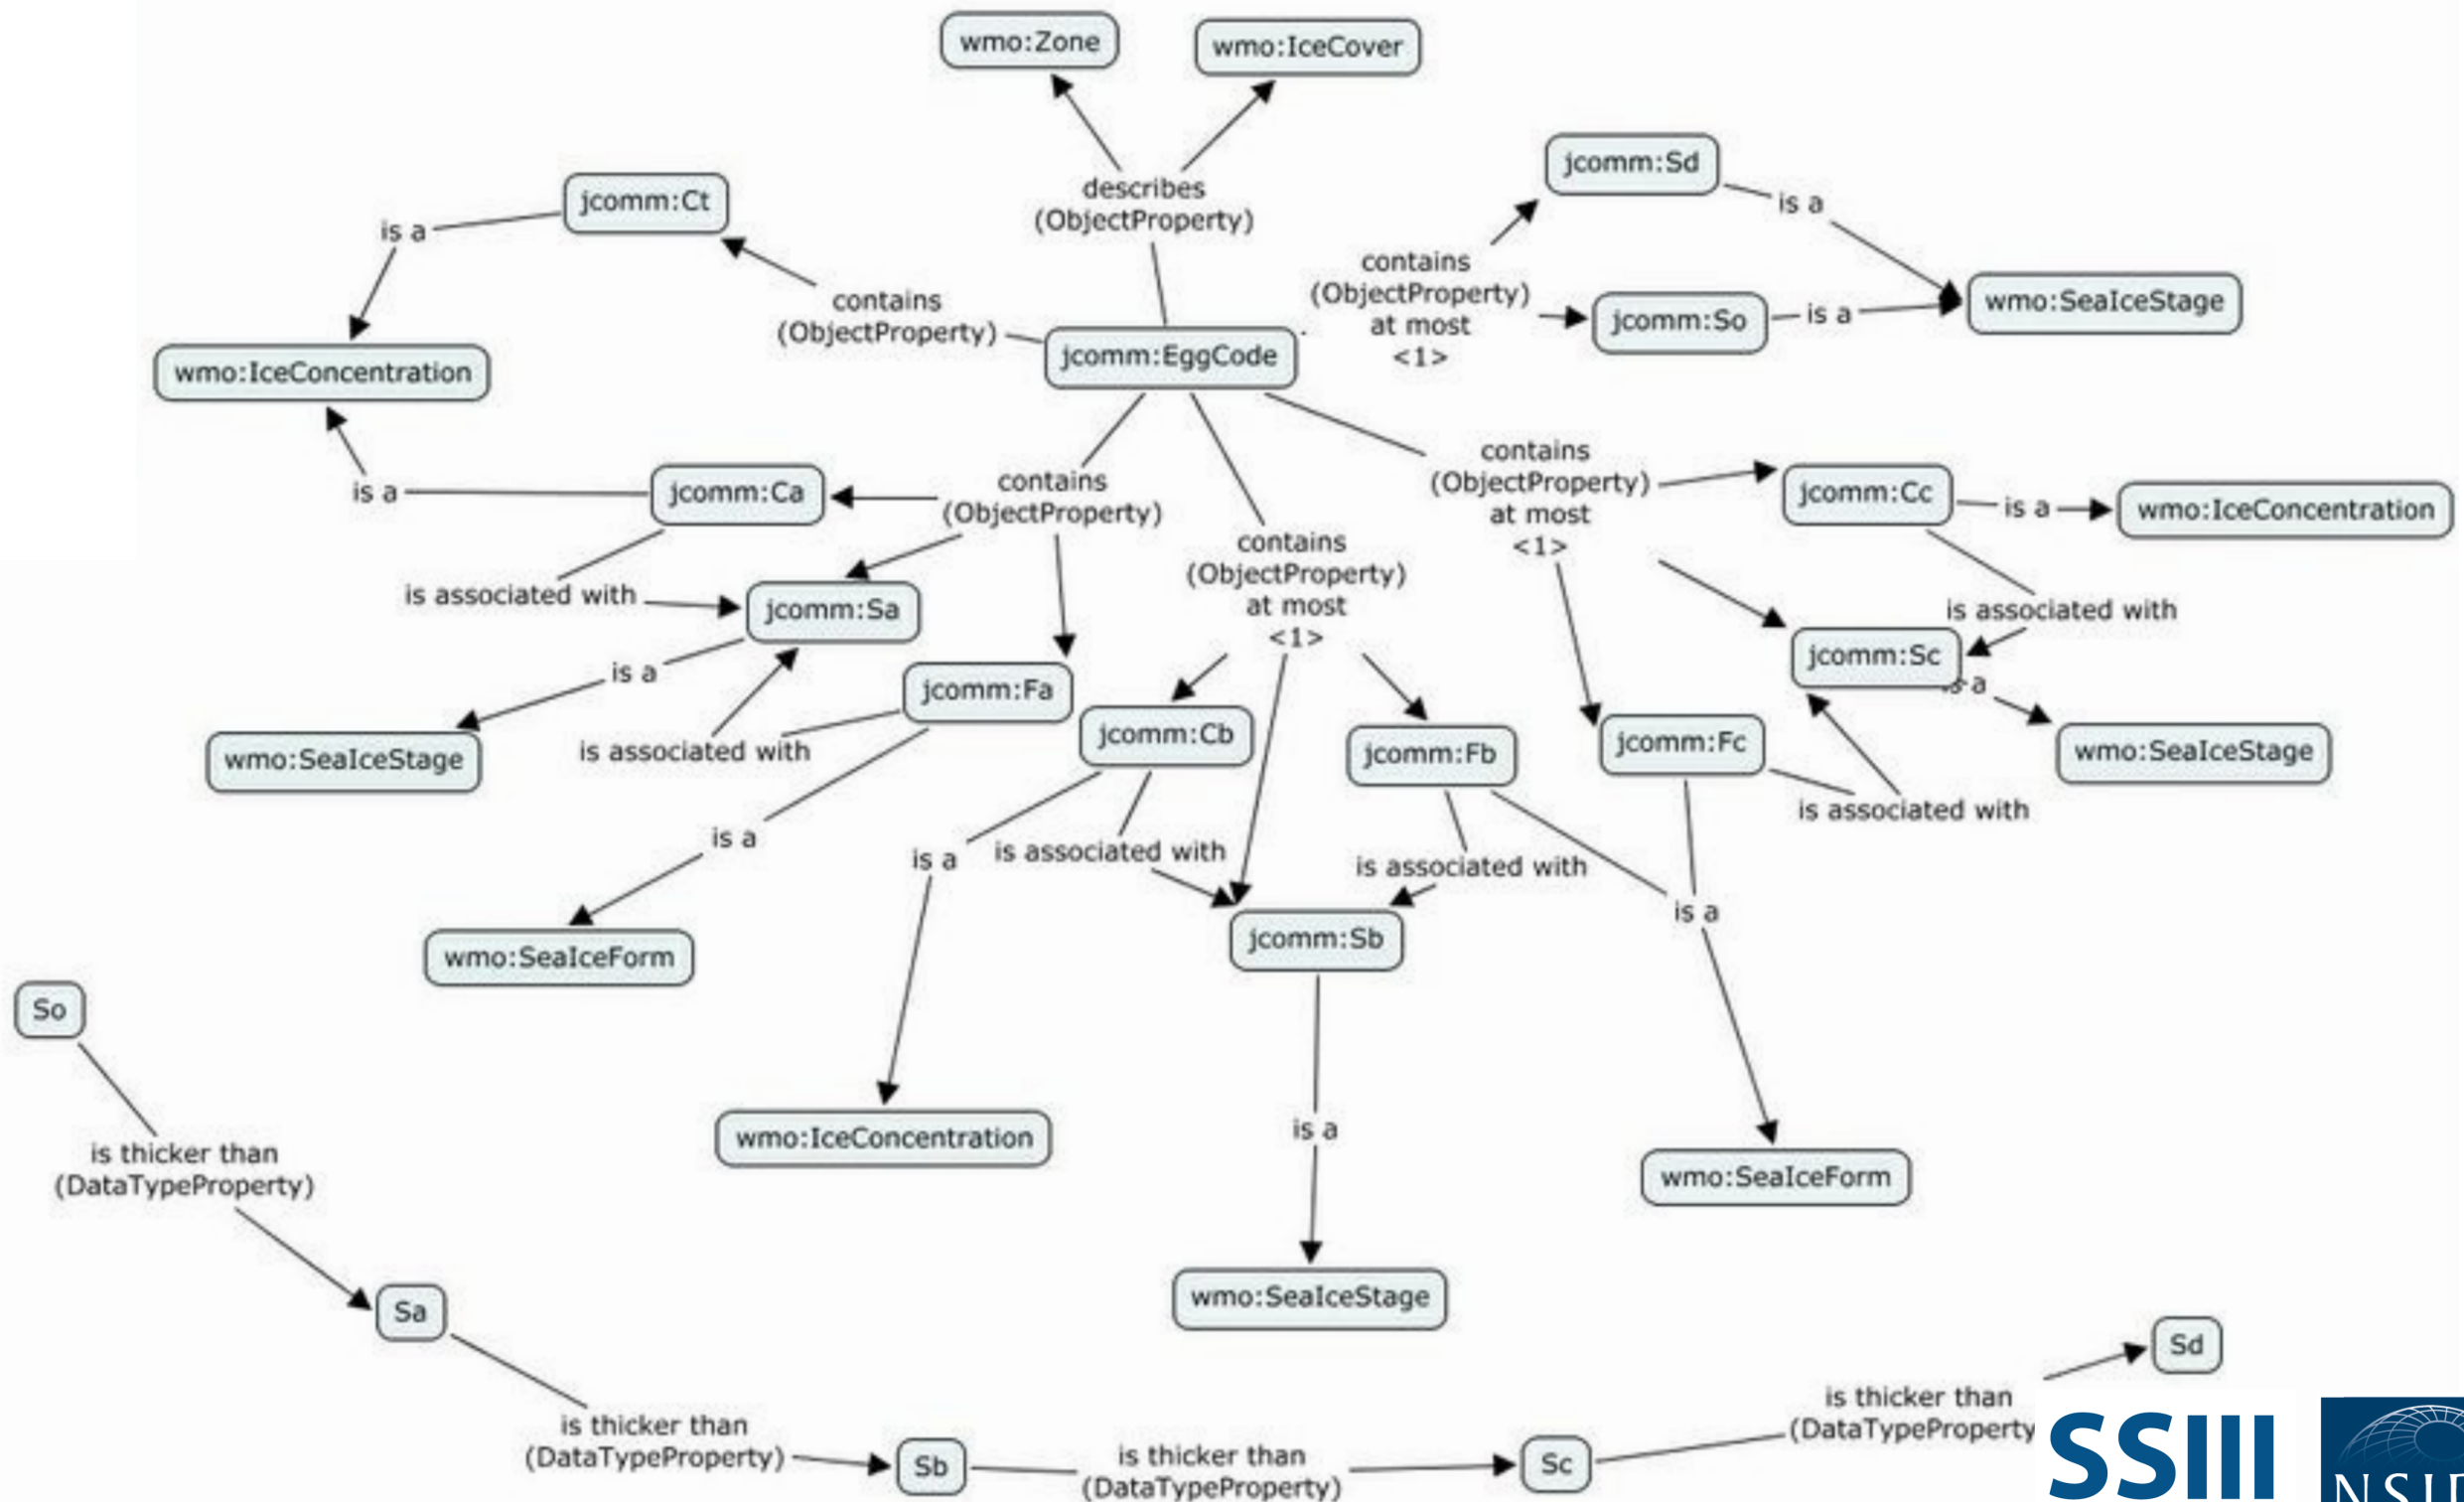 wmo:Zone
wmo:IceCover
jcomm:Sd
is a
jcomm:Ct
is a
describes
(ObjectProperty)
contains
(ObjectProperty)
at most
<1>
contains
(ObjectProperty)
jcomm:So
is a
wmo:SeaIceStage
jcomm:EggCode
wmo:IceConcentration
contains
(ObjectProperty)
at most
<1>
is a
jcomm:Ca
contains
(ObjectProperty)
jcomm:Cc
is a
wmo:IceConcentration
contains
(ObjectProperty)
at most
<1>
is associated with
jcomm:Sa
is associated with
jcomm:Sc
is a
is a
jcomm:Fa
wmo:SeaIceStage
is associated with
jcomm:Cb
jcomm:Fb
jcomm:Fc
wmo:SeaIceStage
is associated with
is a
is a
is associated with
is associated with
is a
jcomm:Sb
wmo:SeaIceForm
So
is a
wmo:IceConcentration
is thicker than
(DataTypeProperty)
wmo:SeaIceForm
wmo:SeaIceStage
Sa
Sd
is thicker than
(DataTypeProperty)
Sb
is thicker than
(DataTypeProperty)
Sc
is thicker than
(DataTypeProperty
SSIII